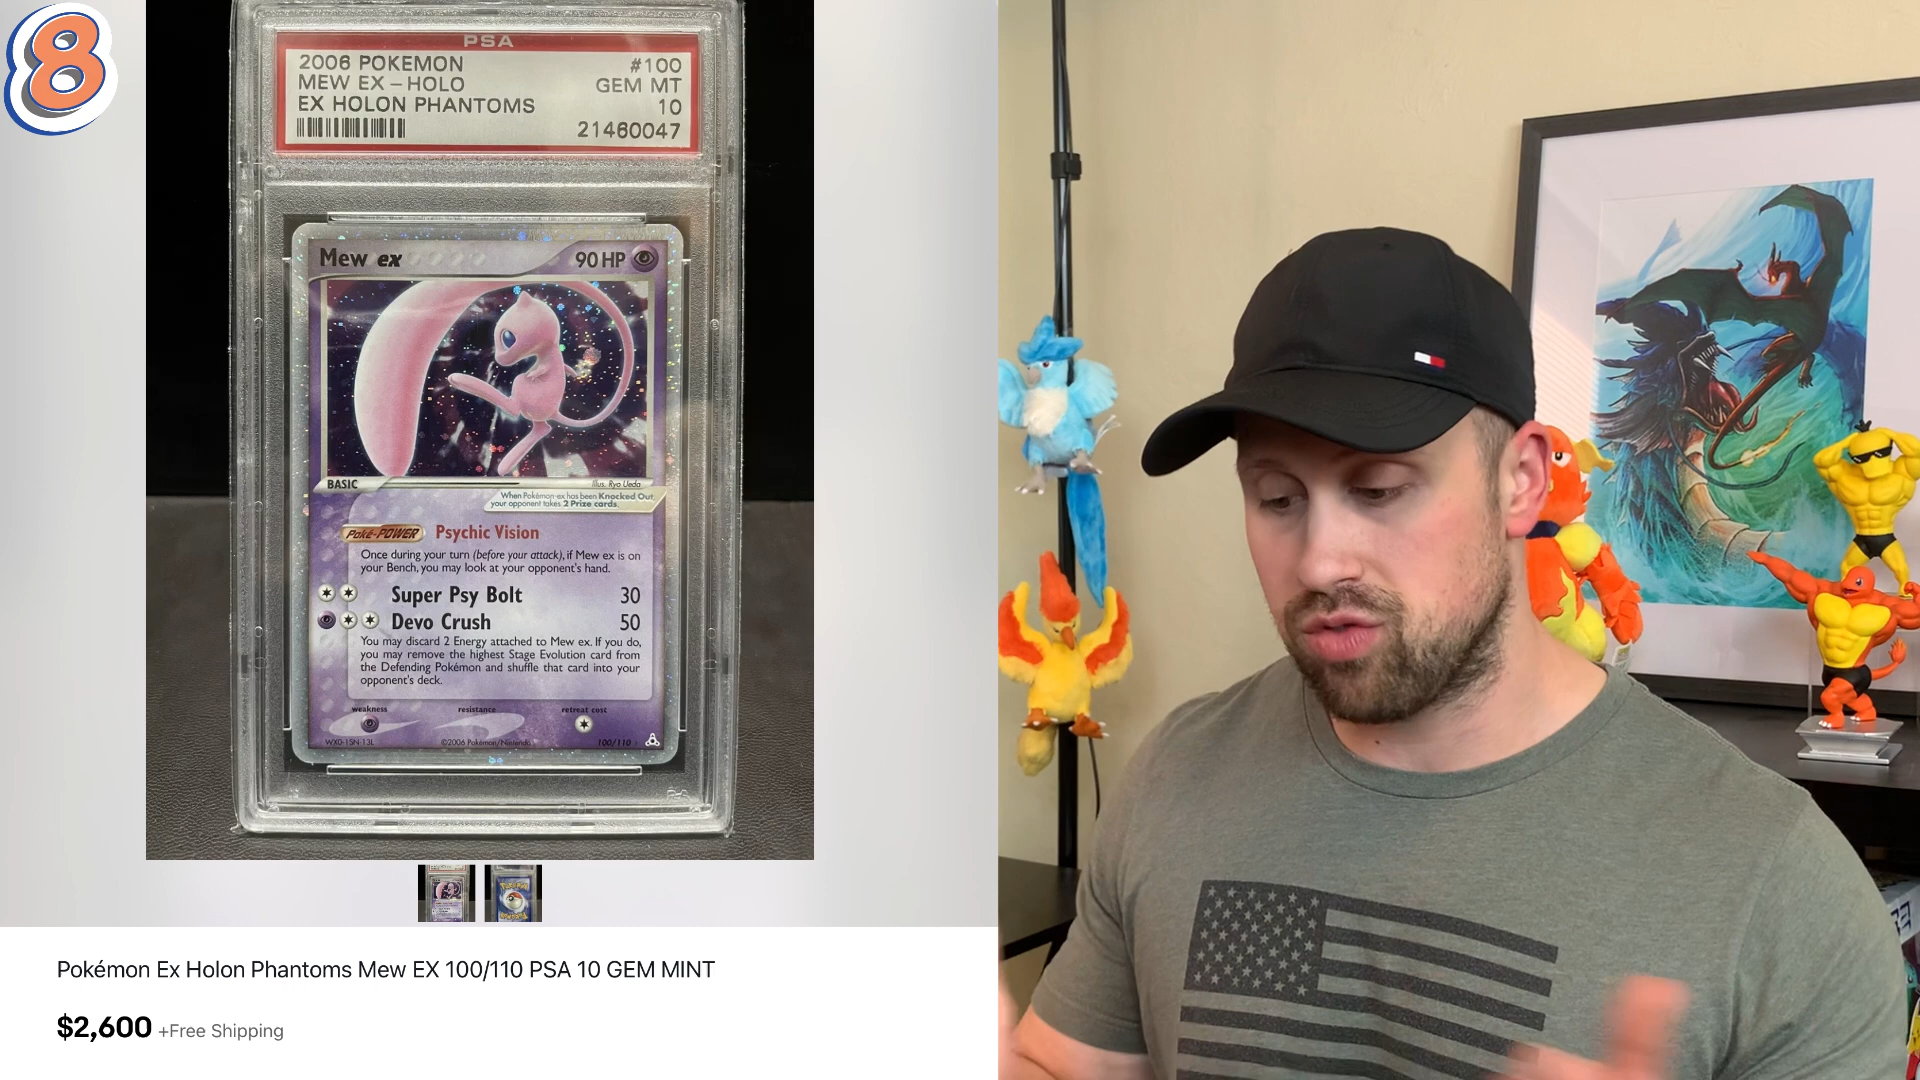 8
PSA
2006 POKEMON #100
MEW EX-HOLO GEM MT
EX HOLON PHANTOMS 10
21460047
Mew ex 90 HP
BASIC
Illus. Ryo Ueda
When Pokémon-ex has been Knocked Out,
your opponent takes 2 Prize cards.
Poké-POWER Psychic Vision
Once during your turn (before your attack), if Mew ex is on
your Bench, you may look at your opponent's hand.
Super Psy Bolt 30
Devo Crush 50
You may discard 2 Energy attached to Mew ex. If you do,
you may remove the highest Stage Evolution card from
the Defending Pokémon and shuffle that card into your
opponent's deck.
weakness resistance retreat cost
WX0-1SN-13L ©2006 Pokémon/Nintendo 100/110
Pokémon Ex Holon Phantoms Mew EX 100/110 PSA 10 GEM MINT
$2,600 +Free Shipping